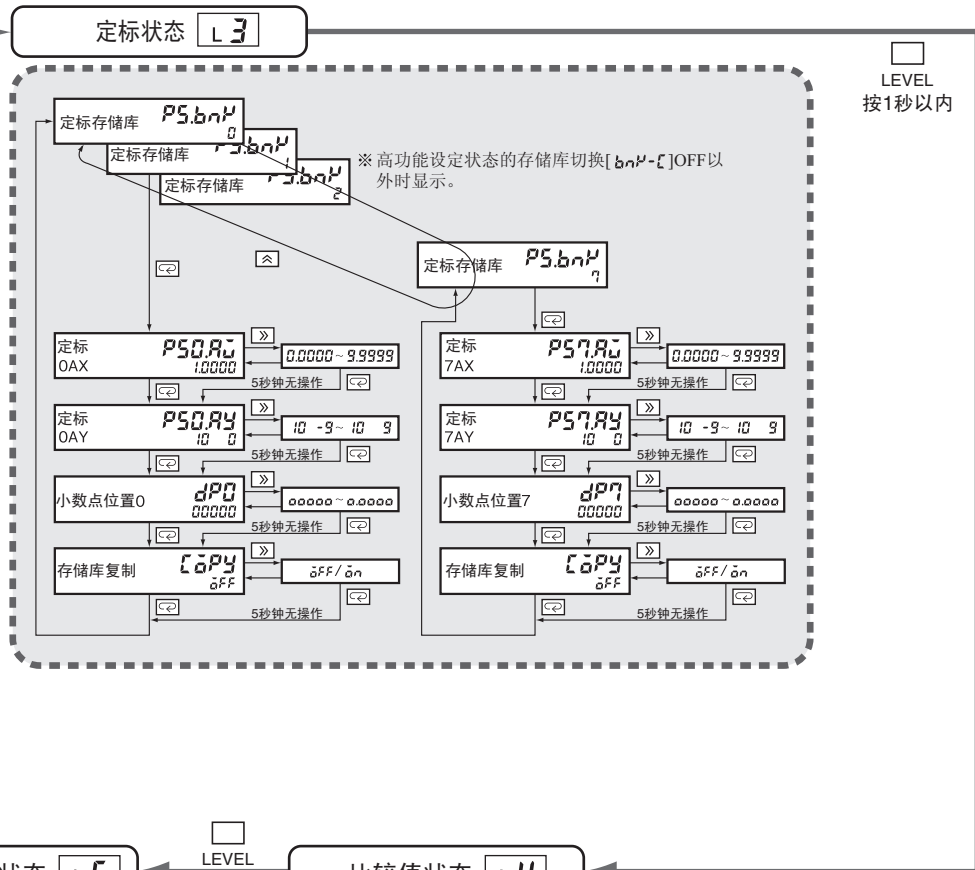 定标状态 L 3
LEVEL
按1秒以内
定标存储库 PS.bnK
0
定标存储库 PS.bnK
1
定标存储库 PS.bnK
2
※ 高功能设定状态的存储库切换[ bnK-C ]OFF以
外时显示。
定标存储库 PS.bnK
7
定标
0AX
PS0.AX
1.0000
0.0000~9.9999
5秒钟无操作
定标
0AY
PS0.AY
10 0
10 -9~ 10 9
5秒钟无操作
小数点位置0
dP0
00000
00000~0.0000
5秒钟无操作
存储库复制
CoPY
oFF
oFF/on
5秒钟无操作
定标
7AX
PS7.AX
1.0000
0.0000~9.9999
5秒钟无操作
定标
7AY
PS7.AY
10 0
10 -9~ 10 9
5秒钟无操作
小数点位置7
dP7
00000
00000~0.0000
5秒钟无操作
存储库复制
CoPY
oFF
oFF/on
5秒钟无操作
LEVEL
状态
比较值状态